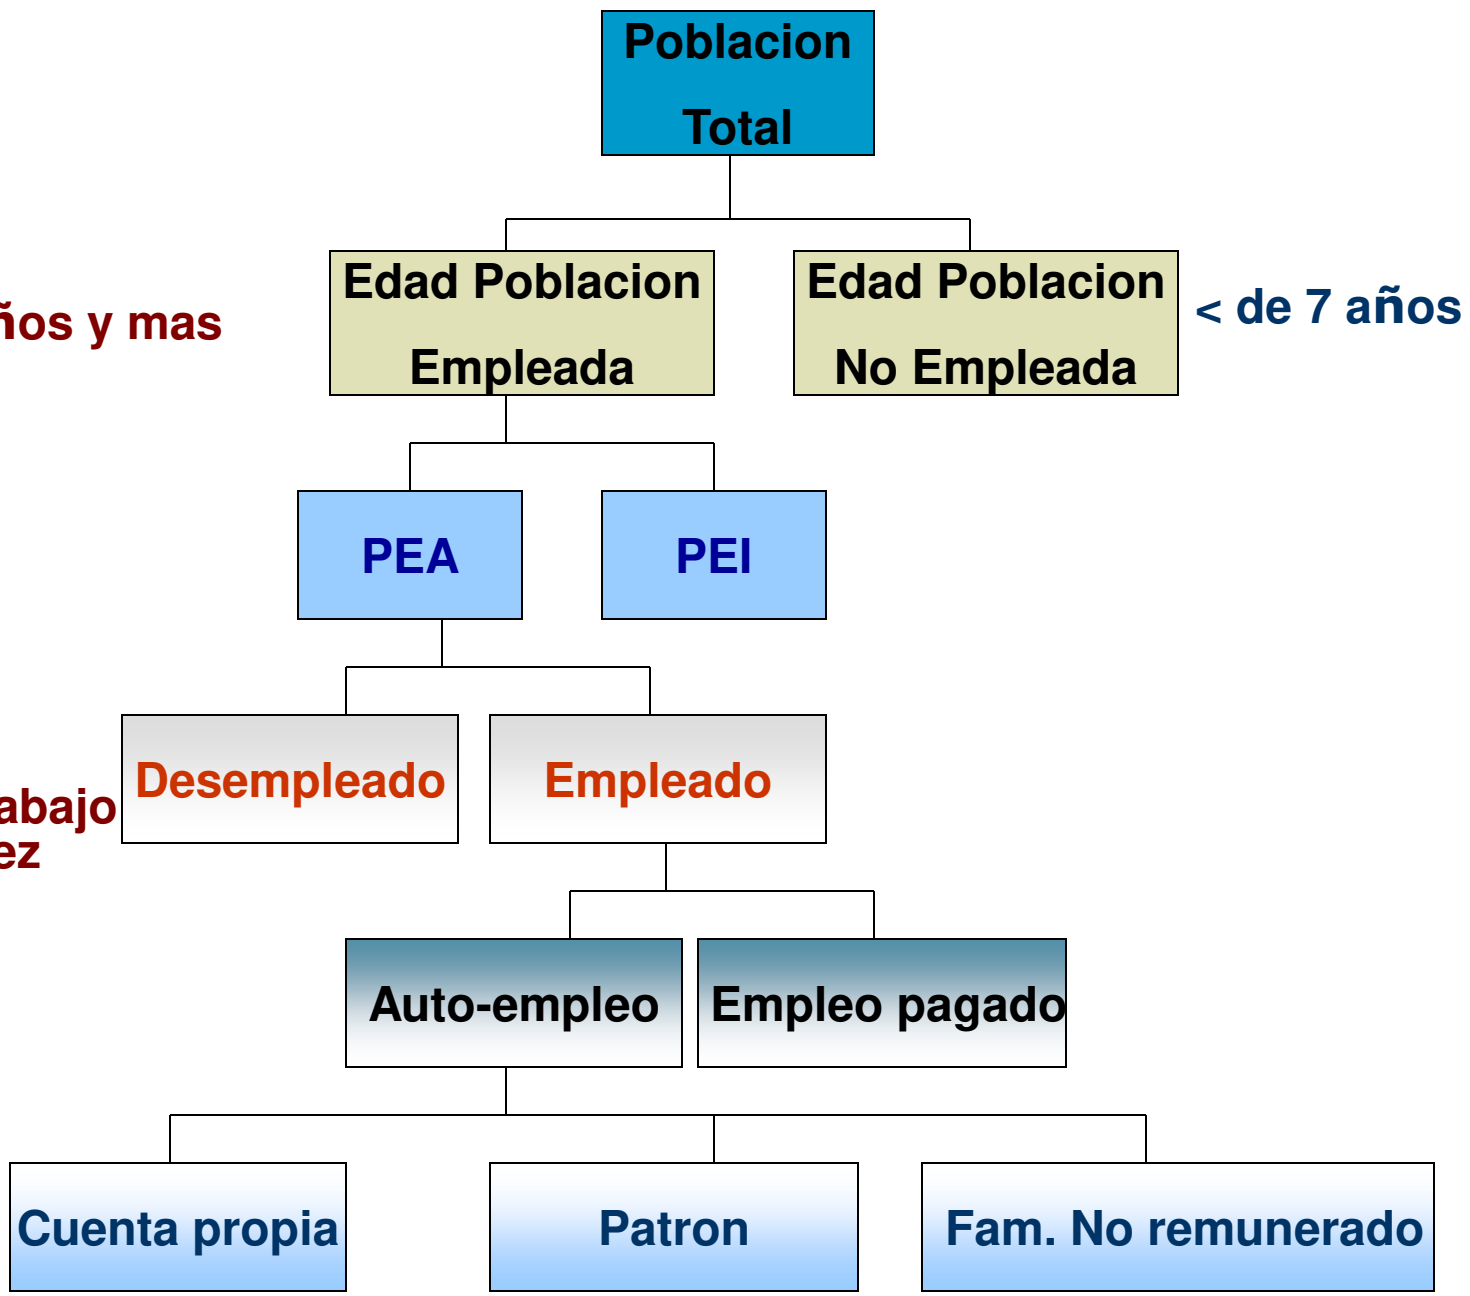 Poblacion
Total
Edad Poblacion
Empleada
Edad Poblacion
No Empleada
< de 7 años
ños y mas
PEA
PEI
Desempleado
Empleado
abajo
ez
Auto-empleo
Empleo pagado
Cuenta propia
Patron
Fam. No remunerado